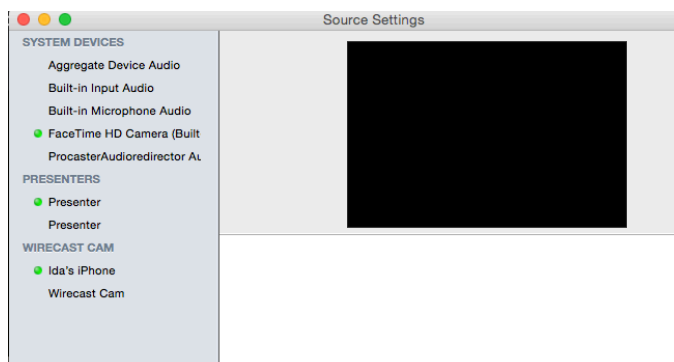 Source Settings
SYSTEM DEVICES
Aggregate Device Audio
Built-in Input Audio
Built-in Microphone Audio
FaceTime HD Camera (Built
ProcasterAudioredirector Au
PRESENTERS
Presenter
Presenter
WIRECAST CAM
Ida's iPhone
Wirecast Cam